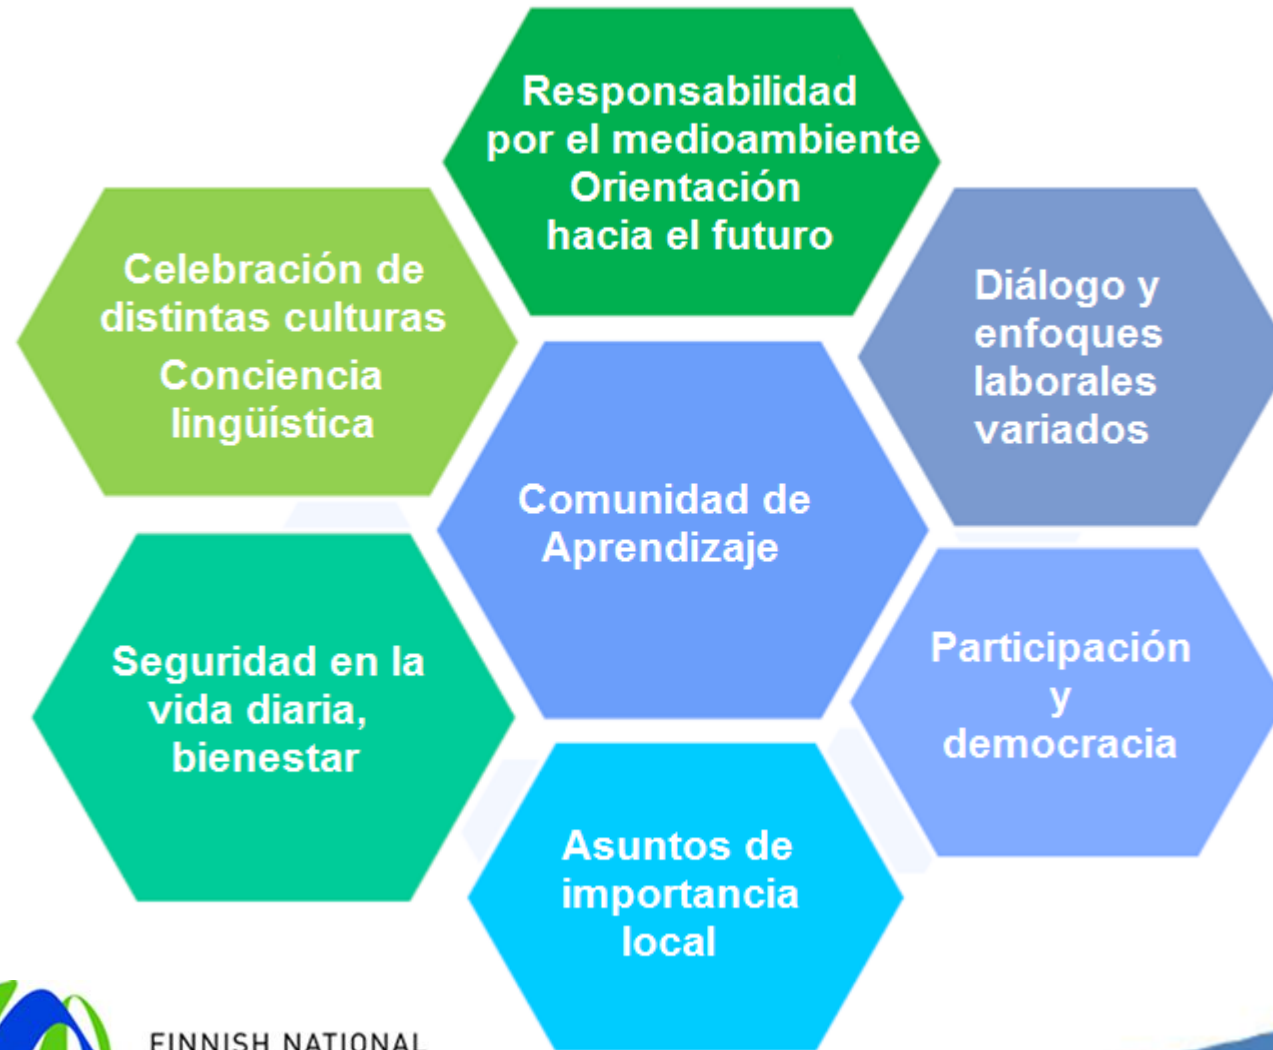 Responsabilidad
por el medioambiente
Orientación
hacia el futuro
Celebración de
distintas culturas
Conciencia
lingüística
Diálogo y
enfoques
laborales
variados
Comunidad de
Aprendizaje
Seguridad en la
vida diaria,
bienestar
Participación
y
democracia
Asuntos de
importancia
local
FINNISH NATIONAL